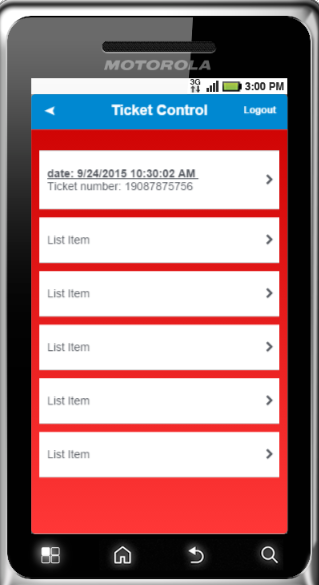 MOTOROLA
3G 3:00 PM
Ticket Control Logout
date: 9/24/2015 10:30:02 AM
Ticket number: 19087875756
List Item
List Item
List Item
List Item
List Item